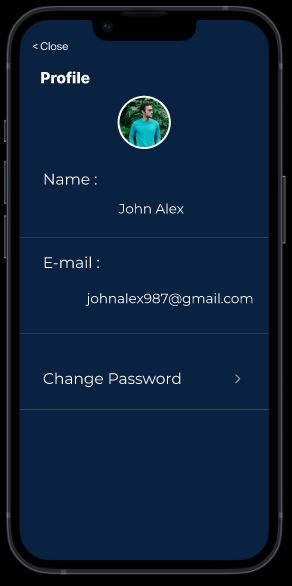 < Close
Profile
Name :
John Alex
E-mail :
johnalex987@gmail.com
Change Password >